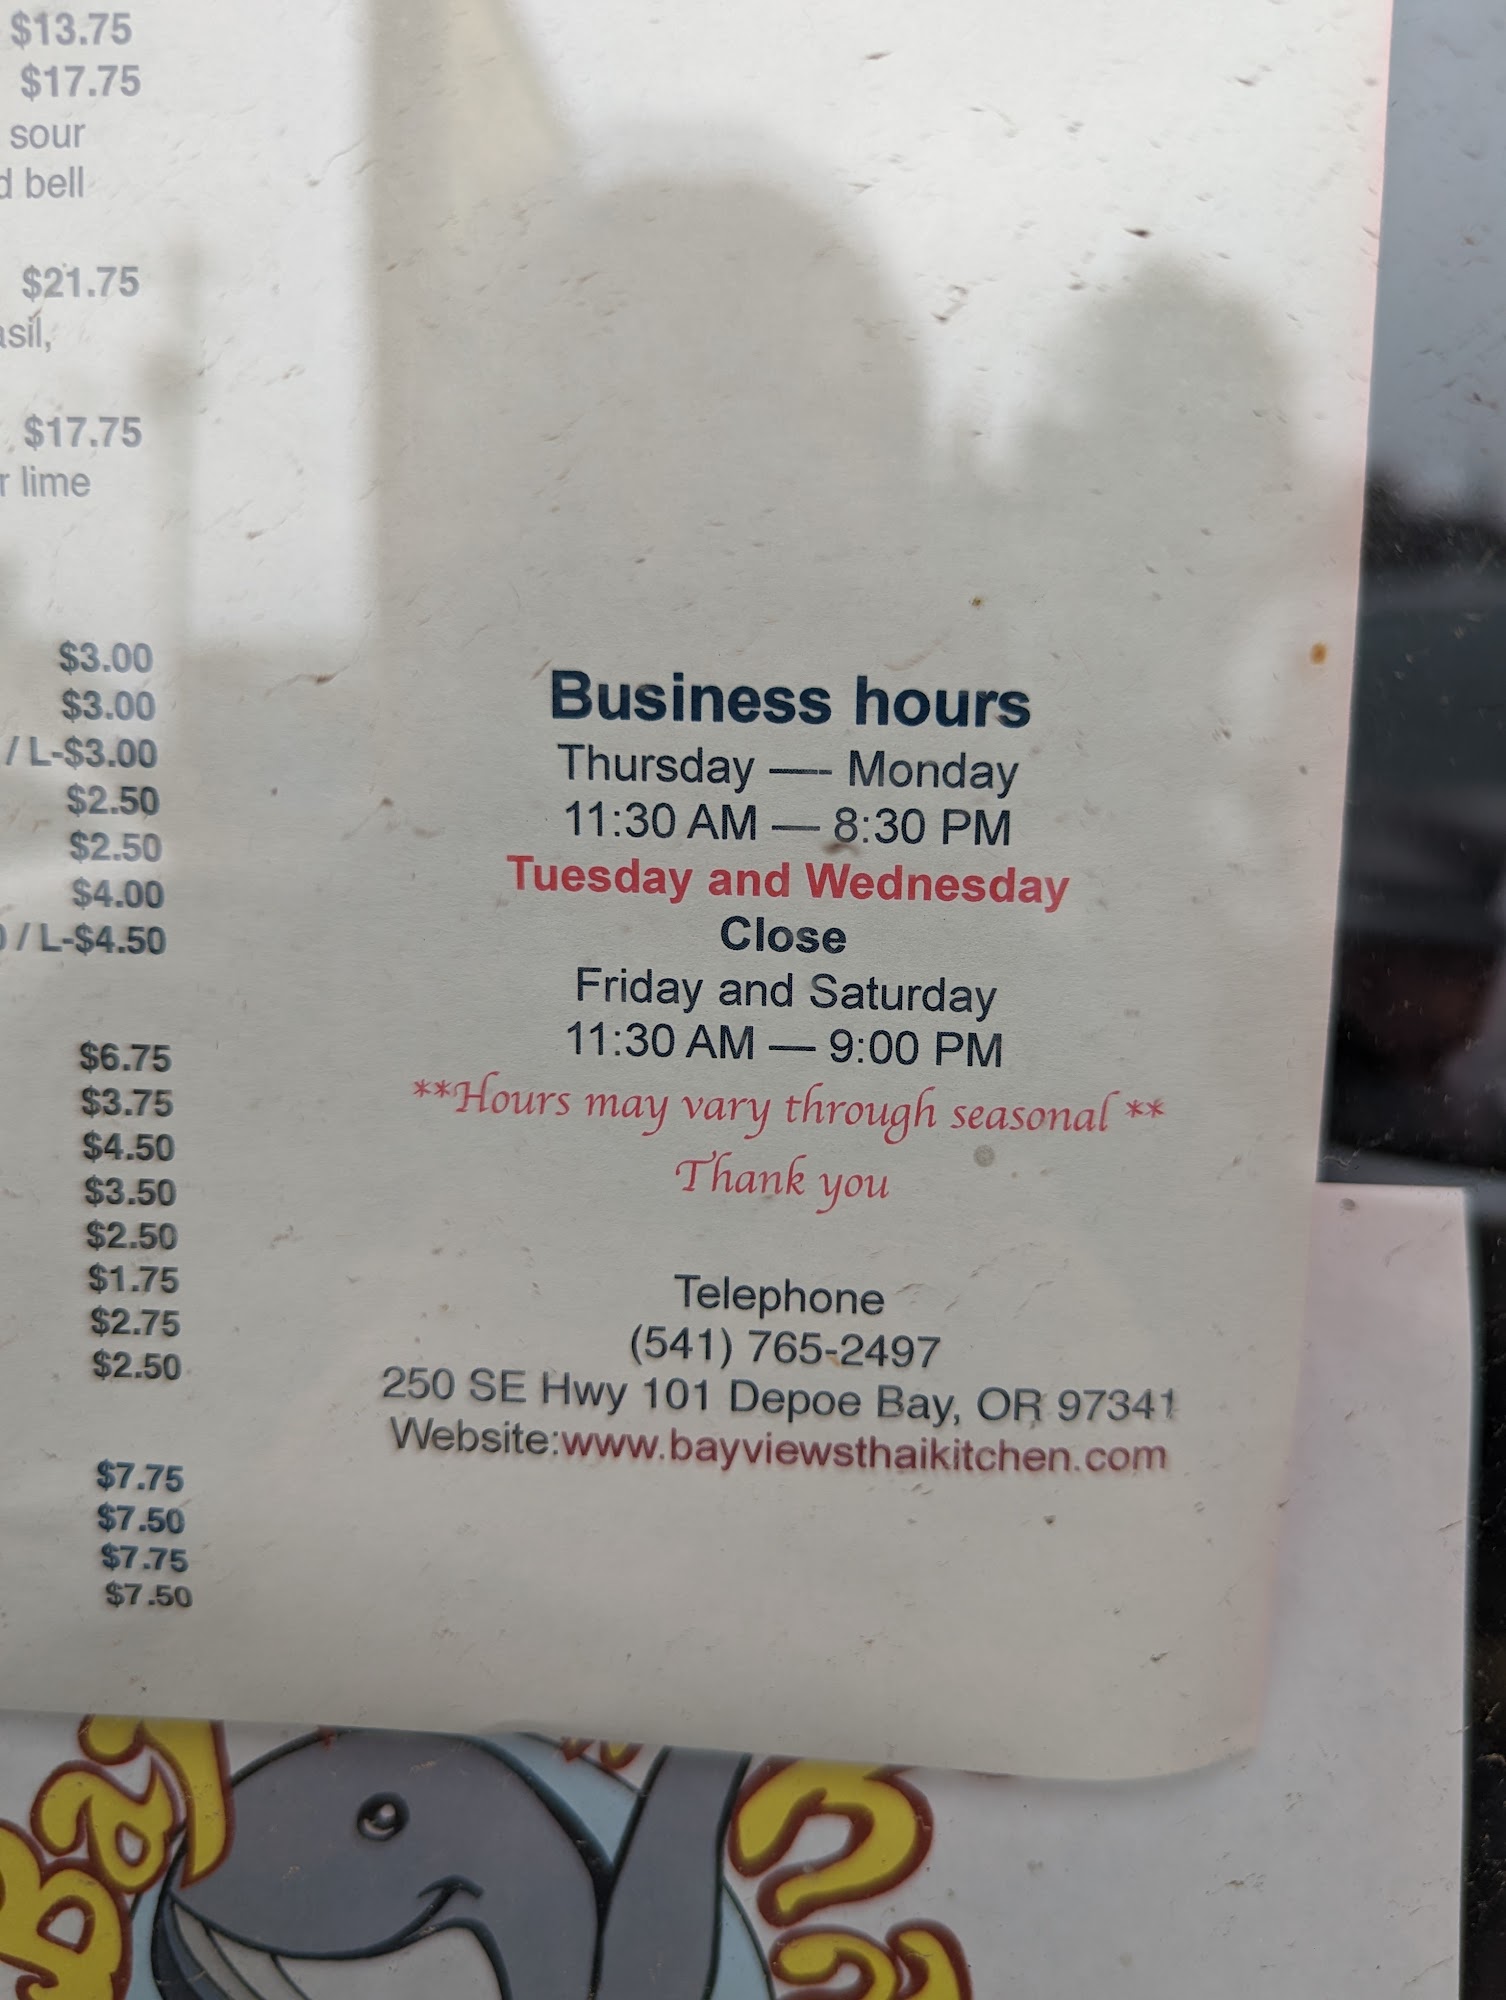 $13.75
$17.75
sour
bell
$21.75
$17.75
lime
$3.00
$3.00
/ L-$3.00
$2.50
$2.50
$4.00
/ L-$4.50
$6.75
$3.75
$4.50
$3.50
$2.50
$1.75
$2.75
$2.50
$7.75
$7.50
$7.75
$7.50
Business hours
Thursday —- Monday
11:30 AM — 8:30 PM
Tuesday and Wednesday
Close
Friday and Saturday
11:30 AM — 9:00 PM
**Hours may vary through seasonal **
Thank you
Telephone
(541) 765-2497
250 SE Hwy 101 Depoe Bay, OR 97341
Website:www.bayviewsthaikitchen.com
Bay